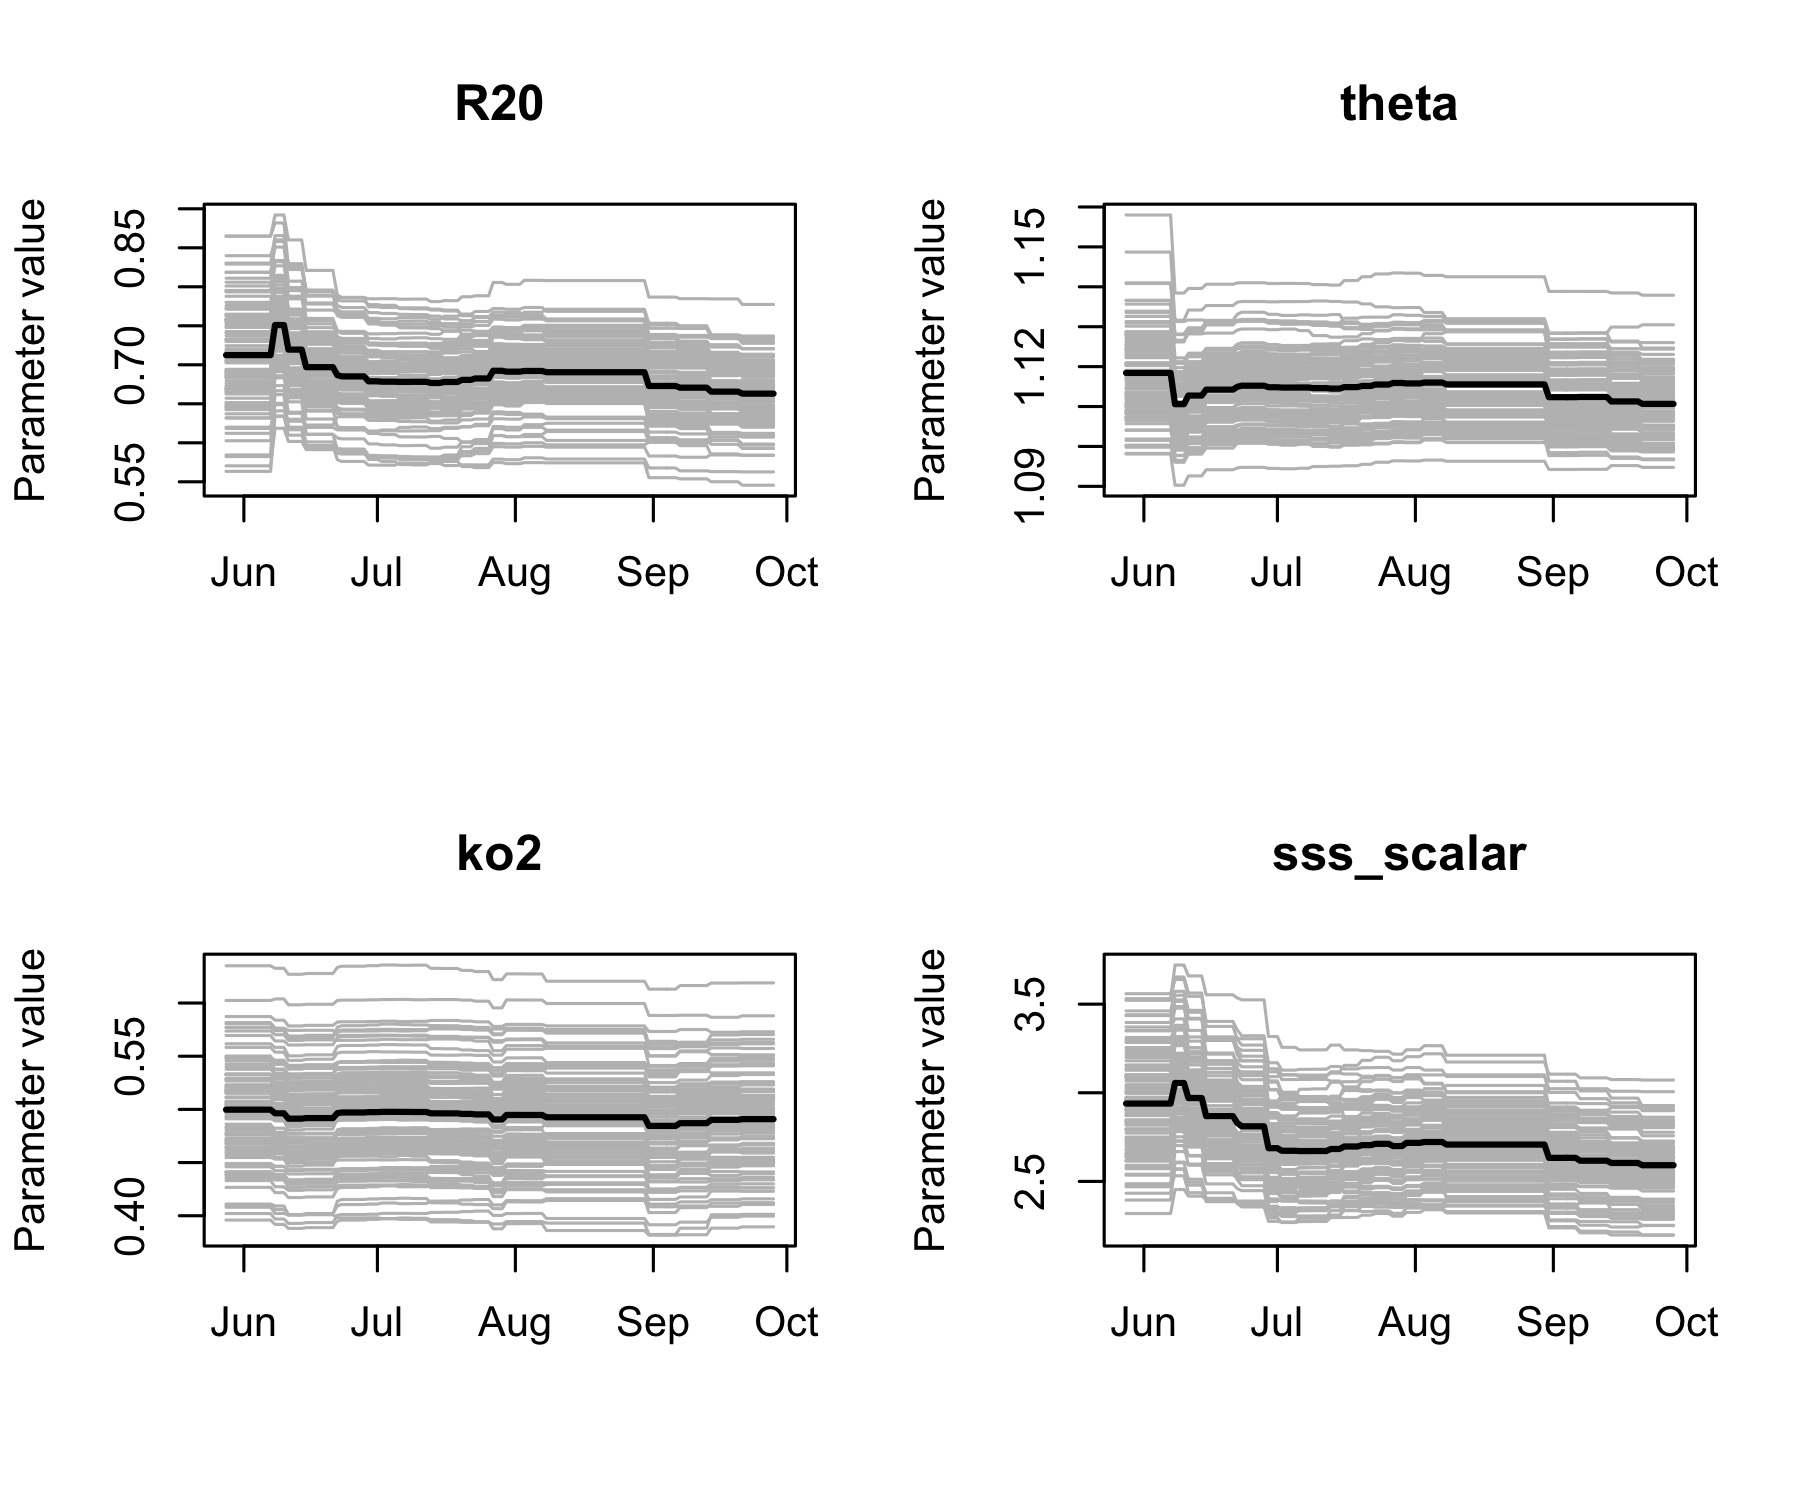 R20
Parameter value
0.55 0.70 0.85
Jun Jul Aug Sep Oct
theta
Parameter value
1.09 1.12 1.15
Jun Jul Aug Sep Oct
ko2
Parameter value
0.40 0.55
Jun Jul Aug Sep Oct
sss_scalar
Parameter value
2.5 3.5
Jun Jul Aug Sep Oct